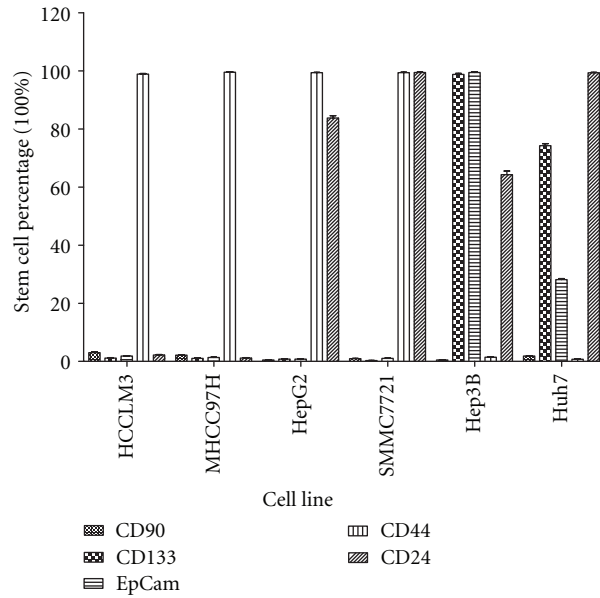 120
100
80
60
40
20
0
Stem cell percentage (100%)
HCCLM3
MHCC97H
HepG2
SMMC7721
Hep3B
Huh7
Cell line
CD90
CD133
EpCam
CD44
CD24